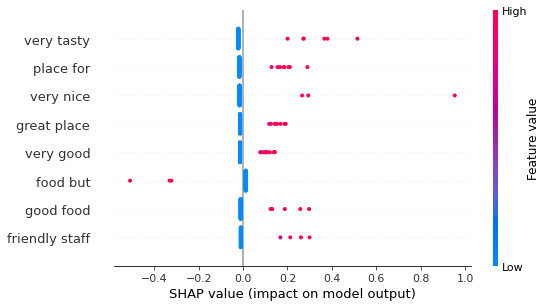 High
very tasty
place for
very nice
great place
very good
food but
good food
friendly staff
Feature value
Low
−0.4 −0.2 0.0 0.2 0.4 0.6 0.8 1.0
SHAP value (impact on model output)